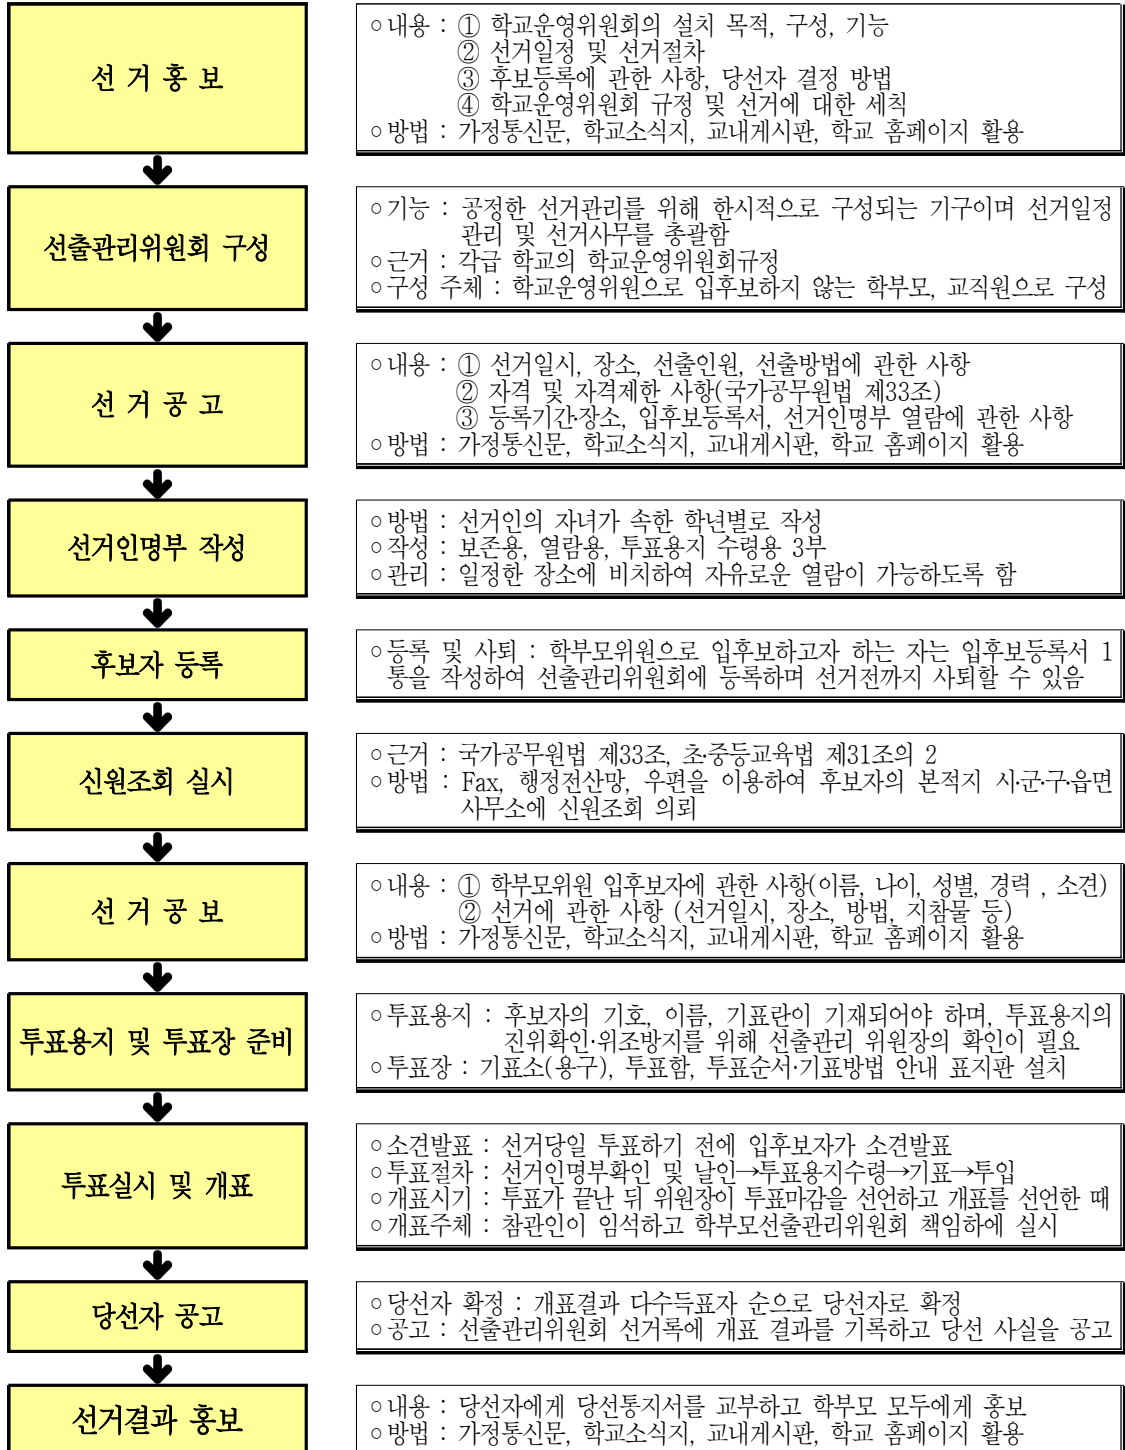 선 거 홍 보
○내용 : ① 학교운영위원회의 설치 목적, 구성, 기능
② 선거일정 및 선거절차
③ 후보등록에 관한 사항, 당선자 결정 방법
④ 학교운영위원회 규정 및 선거에 대한 세칙
○방법 : 가정통신문, 학교소식지, 교내게시판, 학교 홈페이지 활용
선출관리위원회 구성
○기능 : 공정한 선거관리를 위해 한시적으로 구성되는 기구이며 선거일정
관리 및 선거사무를 총괄함
○근거 : 각급 학교의 학교운영위원회규정
○구성 주체 : 학교운영위원으로 입후보하지 않는 학부모, 교직원으로 구성
선 거 공 고
○내용 : ① 선거일시, 장소, 선출인원, 선출방법에 관한 사항
② 자격 및 자격제한 사항(국가공무원법 제33조)
③ 등록기간·장소, 입후보등록서, 선거인명부 열람에 관한 사항
○방법 : 가정통신문, 학교소식지, 교내게시판, 학교 홈페이지 활용
선거인명부 작성
○방법 : 선거인의 자녀가 속한 학년별로 작성
○작성 : 보존용, 열람용, 투표용지 수령용 3부
○관리 : 일정한 장소에 비치하여 자유로운 열람이 가능하도록 함
후보자 등록
○등록 및 사퇴 : 학부모위원으로 입후보하고자 하는 자는 입후보등록서 1
통을 작성하여 선출관리위원회에 등록하며 선거전까지 사퇴할 수 있음
신원조회 실시
○근거 : 국가공무원법 제33조, 초·중등교육법 제31조의 2
○방법 : Fax, 행정전산망, 우편을 이용하여 후보자의 본적지 시·군·구·읍면
사무소에 신원조회 의뢰
선 거 공 보
○내용 : ① 학부모위원 입후보자에 관한 사항(이름, 나이, 성별, 경력 , 소견)
② 선거에 관한 사항 (선거일시, 장소, 방법, 지참물 등)
○방법 : 가정통신문, 학교소식지, 교내게시판, 학교 홈페이지 활용
투표용지 및 투표장 준비
○투표용지 : 후보자의 기호, 이름, 기표란이 기재되어야 하며, 투표용지의
진위확인·위조방지를 위해 선출관리 위원장의 확인이 필요
○투표장 : 기표소(용구), 투표함, 투표순서·기표방법 안내 표지판 설치
투표실시 및 개표
○소견발표 : 선거당일 투표하기 전에 입후보자가 소견발표
○투표절차 : 선거인명부확인 및 날인→투표용지수령→기표→투입
○개표시기 : 투표가 끝난 뒤 위원장이 투표마감을 선언하고 개표를 선언한 때
○개표주체 : 참관인이 임석하고 학부모선출관리위원회 책임하에 실시
당선자 공고
○당선자 확정 : 개표결과 다수득표자 순으로 당선자로 확정
○공고 : 선출관리위원회 선거록에 개표 결과를 기록하고 당선 사실을 공고
선거결과 홍보
○내용 : 당선자에게 당선통지서를 교부하고 학부모 모두에게 홍보
○방법 : 가정통신문, 학교소식지, 교내게시판, 학교 홈페이지 활용